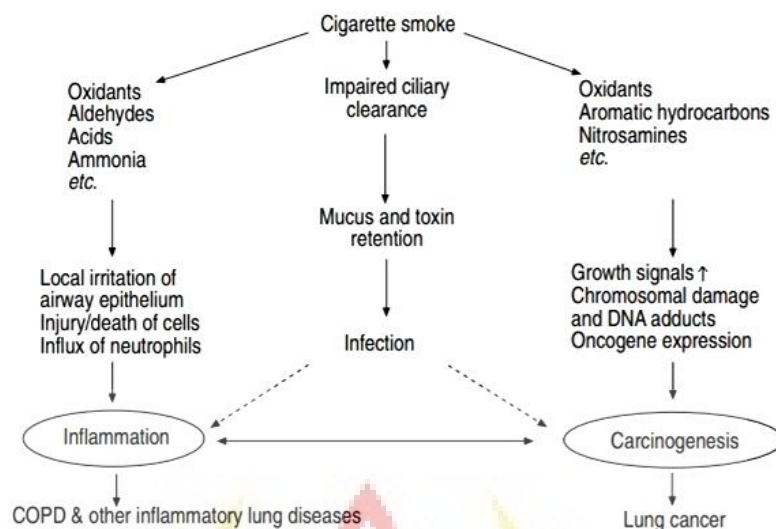 Cigarette smoke
Oxidants
Aldehydes
Acids
Ammonia
etc.
Impaired ciliary
clearance
Oxidants
Aromatic hydrocarbons
Nitrosamines
etc.
Mucus and toxin
retention
Local irritation of
airway epithelium
Injury/death of cells
Influx of neutrophils
Infection
Growth signals ↑
Chromosomal damage
and DNA adducts
Oncogene expression
Inflammation
Carcinogenesis
COPD & other inflammatory lung diseases
Lung cancer